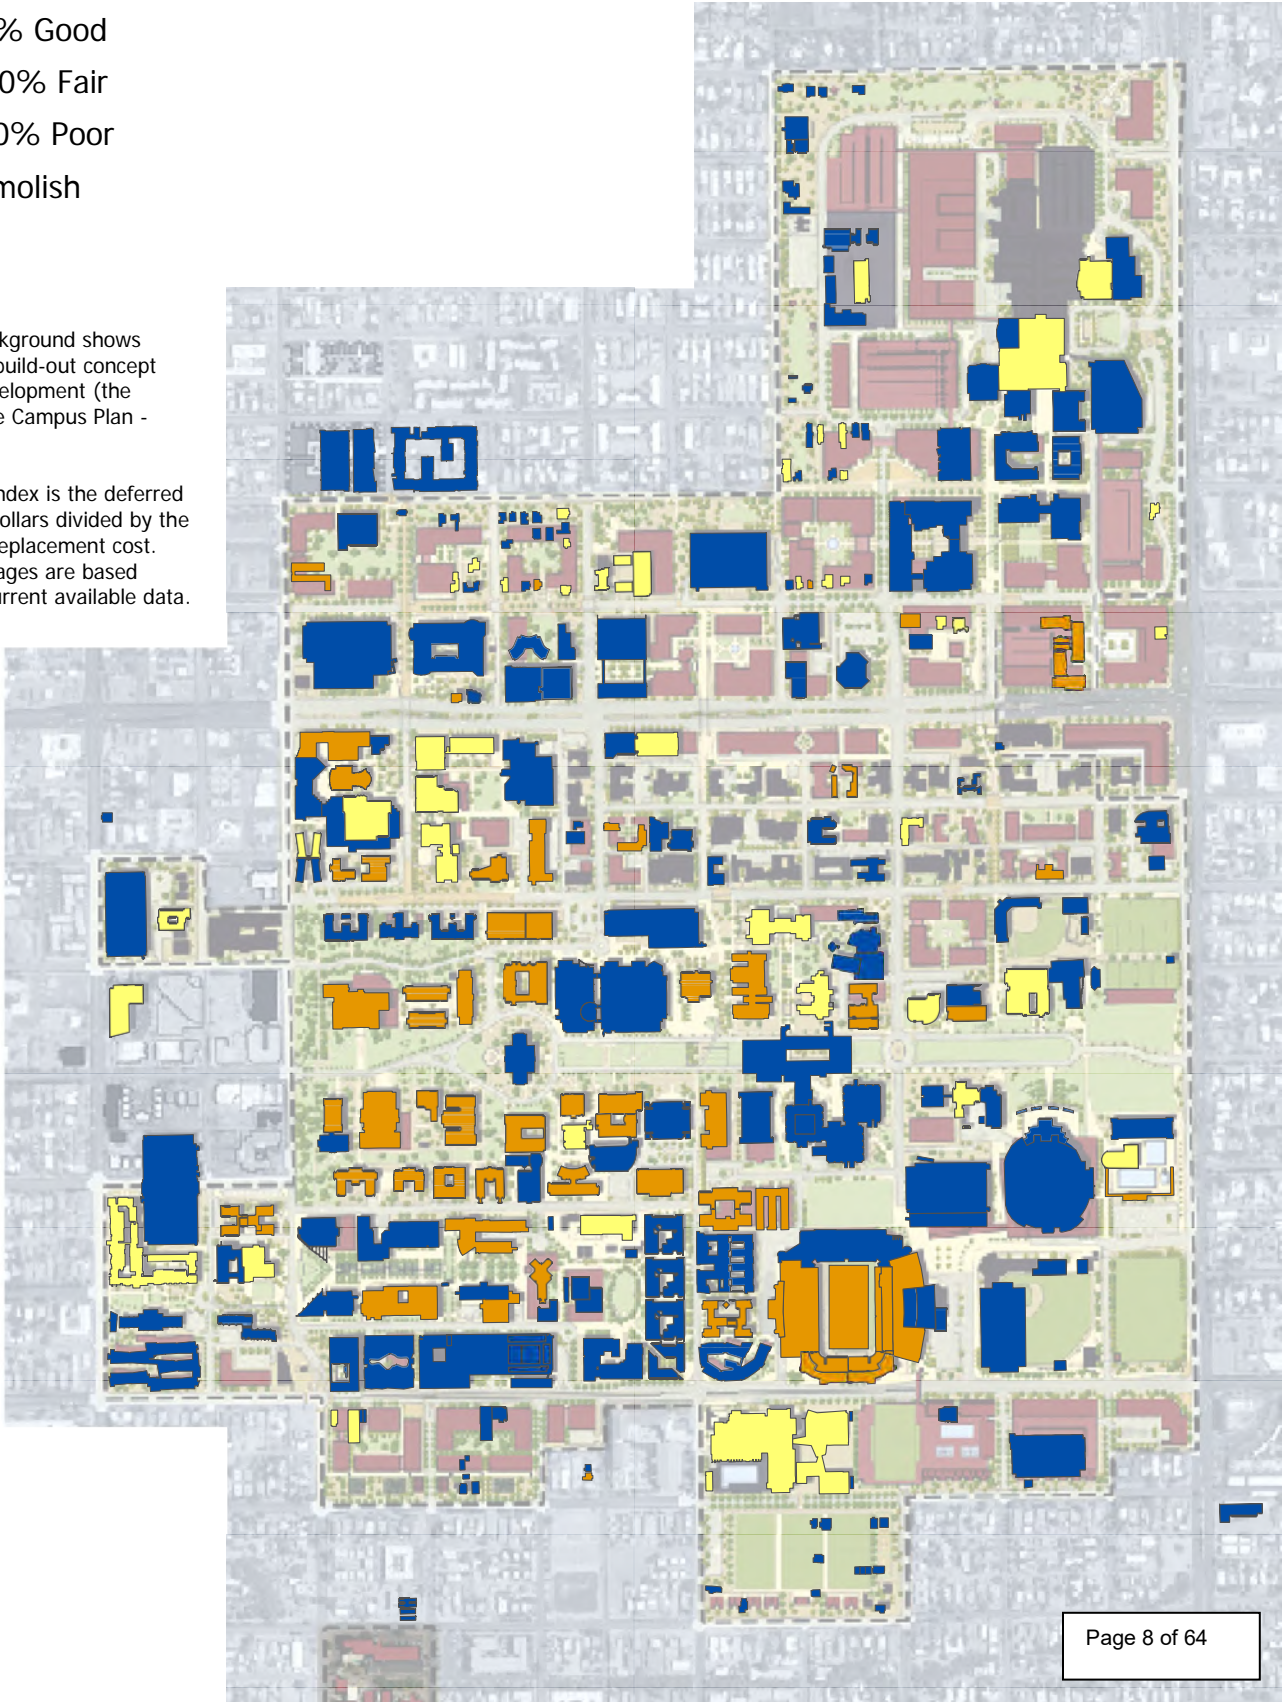 % Good
0% Fair
0% Poor
molish
kground shows
build-out concept
elopment (the
e Campus Plan -
ndex is the deferred
ollars divided by the
eplacement cost.
ages are based
urrent available data.
Page 8 of 64